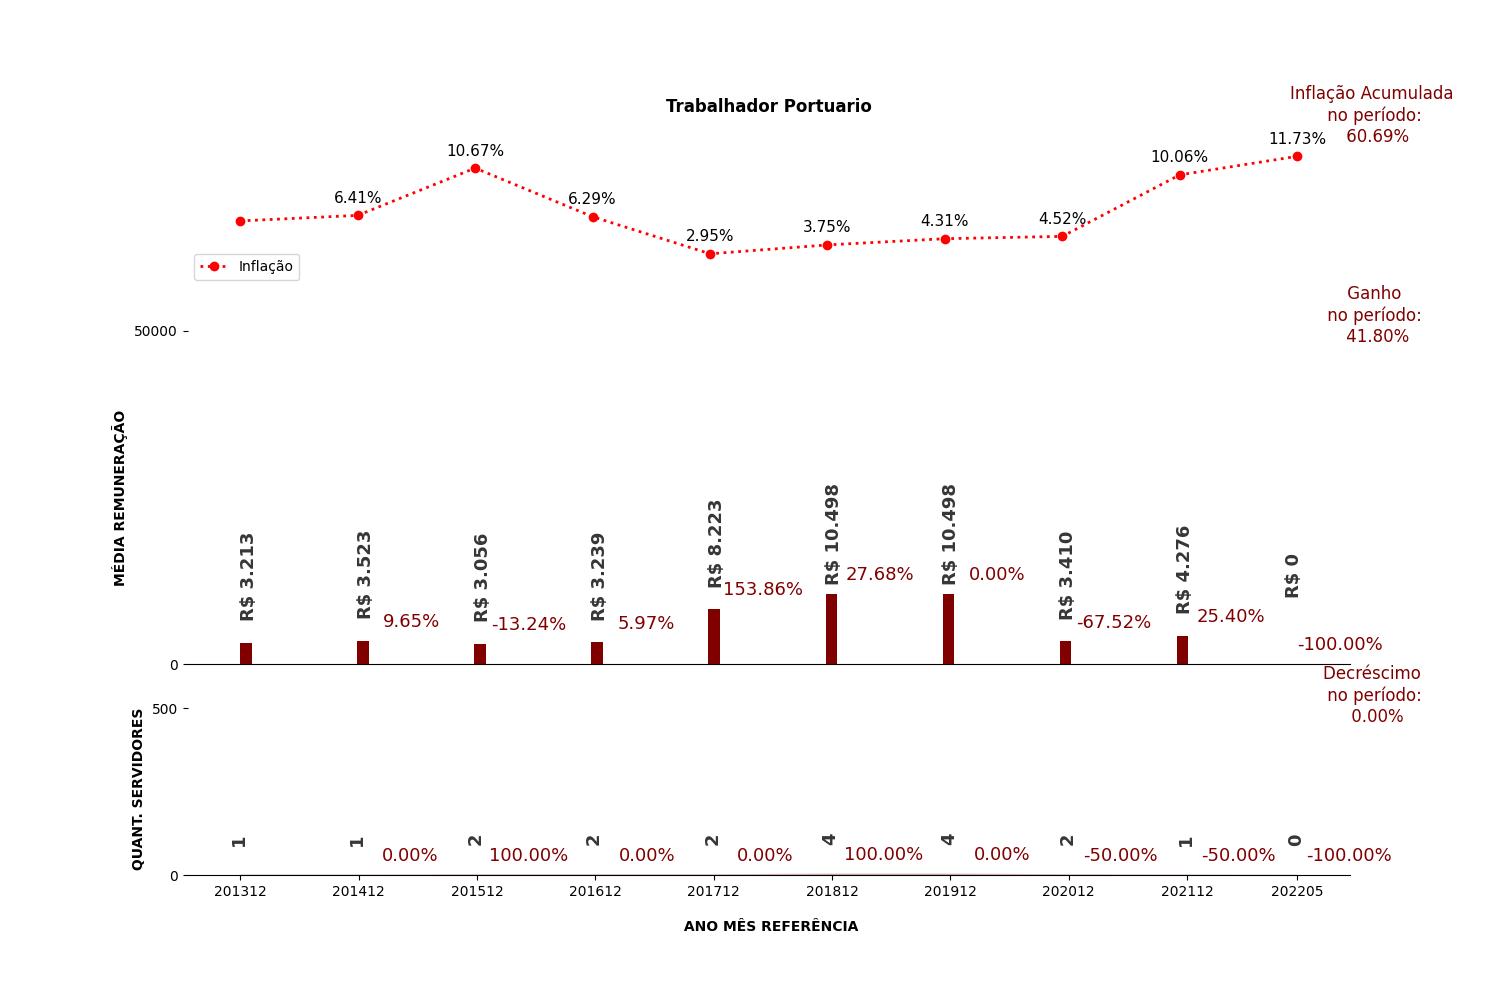 Inflação Acumulada
no período:
60.69%
Trabalhador Portuario
6.41%
10.67%
6.29%
2.95%
3.75%
4.31%
4.52%
10.06%
11.73%
Inflação
Ganho
no período:
41.80%
50000
0
MÉDIA REMUNERAÇÃO
R$ 3.213
R$ 3.523
R$ 3.056
R$ 3.239
R$ 8.223
R$ 10.498
R$ 10.498
R$ 3.410
R$ 4.276
R$ 0
9.65%
-13.24%
5.97%
153.86%
27.68%
0.00%
-67.52%
25.40%
-100.00%
Decréscimo
no período:
0.00%
500
0
QUANT. SERVIDORES
1
1
2
2
2
4
4
2
1
0
0.00%
100.00%
0.00%
0.00%
100.00%
0.00%
-50.00%
-50.00%
-100.00%
201312
201412
201512
201612
201712
201812
201912
202012
202112
202205
ANO MÊS REFERÊNCIA